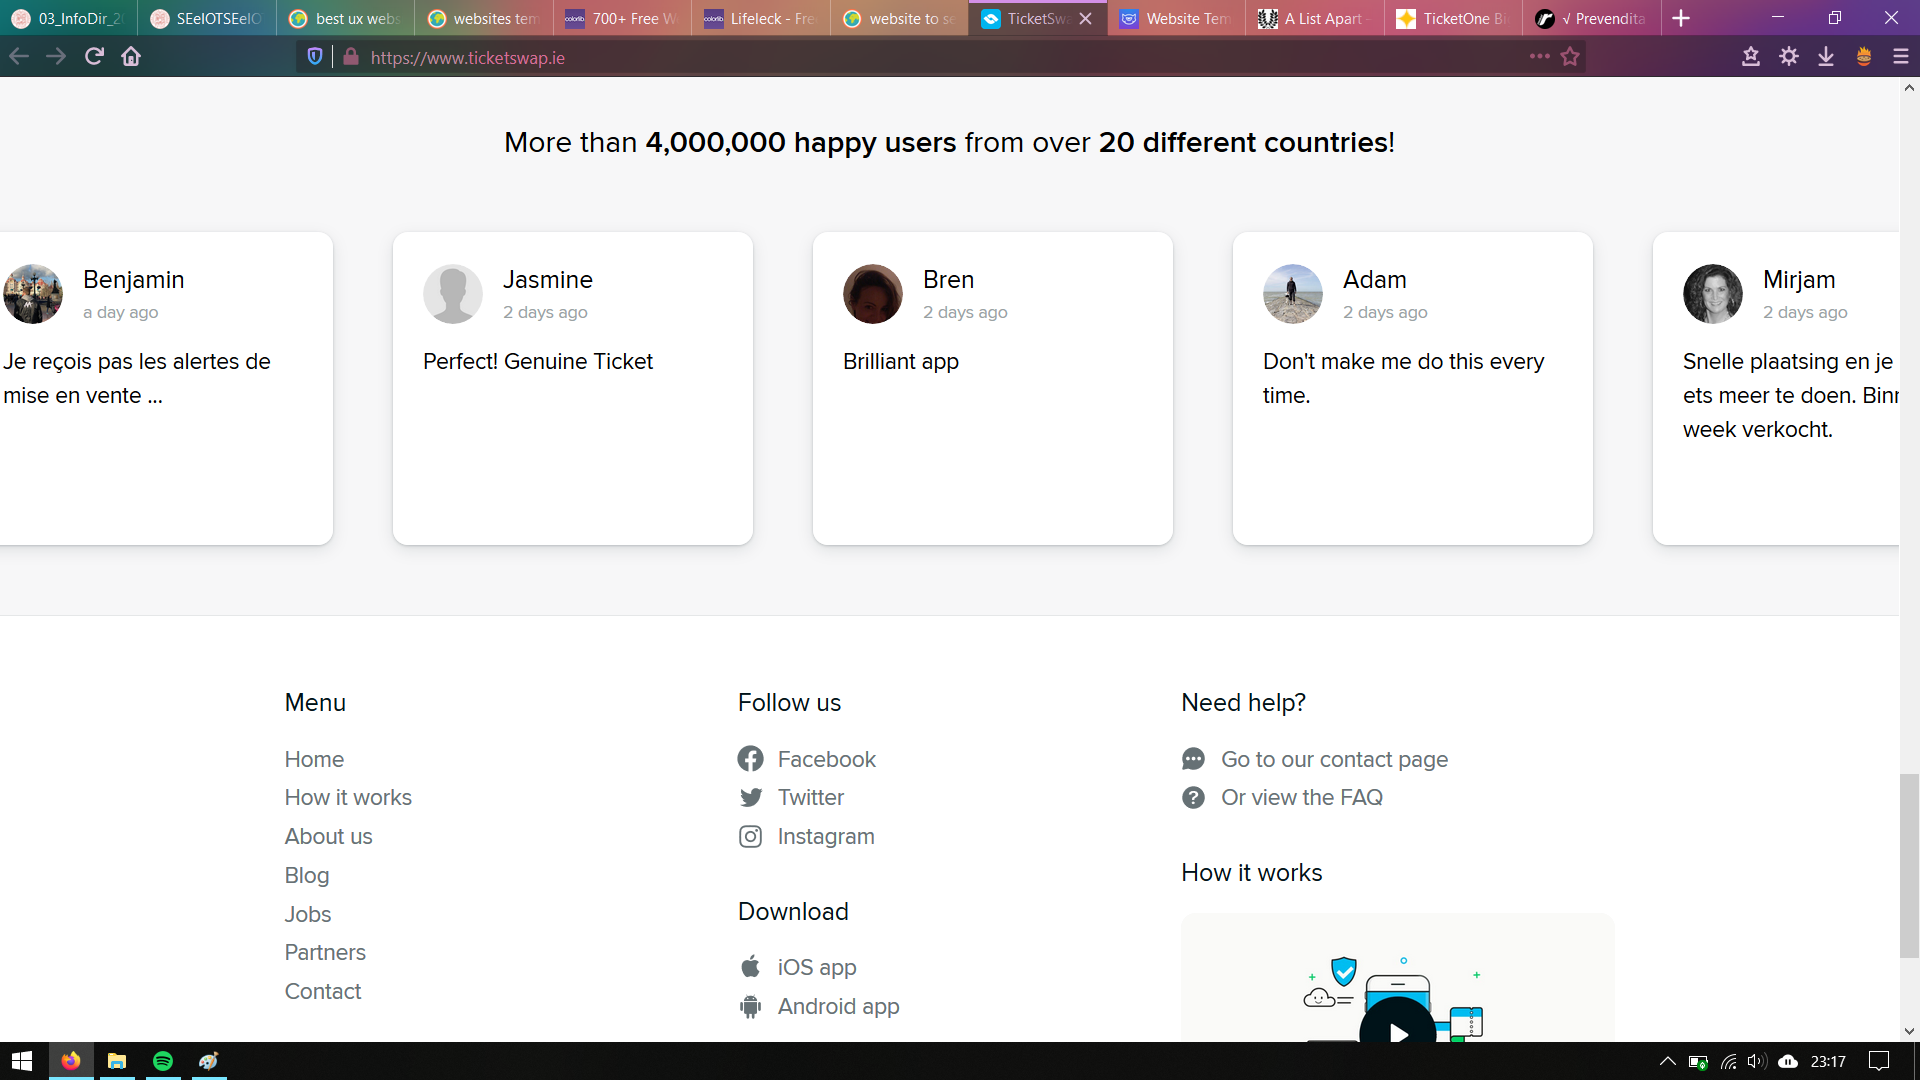 03_InfoDir_2
SEeIOTSEeIO
best ux webs
websites tem
colorlib 700+ Free W
colorlib Lifeleck - Fre
website to se
TicketSwa
Website Tem
A List Apart -
TicketOne Bi
√ Prevendita
https://www.ticketswap.ie
More than 4,000,000 happy users from over 20 different countries!
Benjamin
a day ago
Je reçois pas les alertes de
mise en vente ...
Jasmine
2 days ago
Perfect! Genuine Ticket
Bren
2 days ago
Brilliant app
Adam
2 days ago
Don't make me do this every
time.
Mirjam
2 days ago
Snelle plaatsing en je
ets meer te doen. Bin
week verkocht.
Menu
Home
How it works
About us
Blog
Jobs
Partners
Contact
Follow us
Facebook
Twitter
Instagram
Download
iOS app
Android app
Need help?
Go to our contact page
Or view the FAQ
How it works
23:17